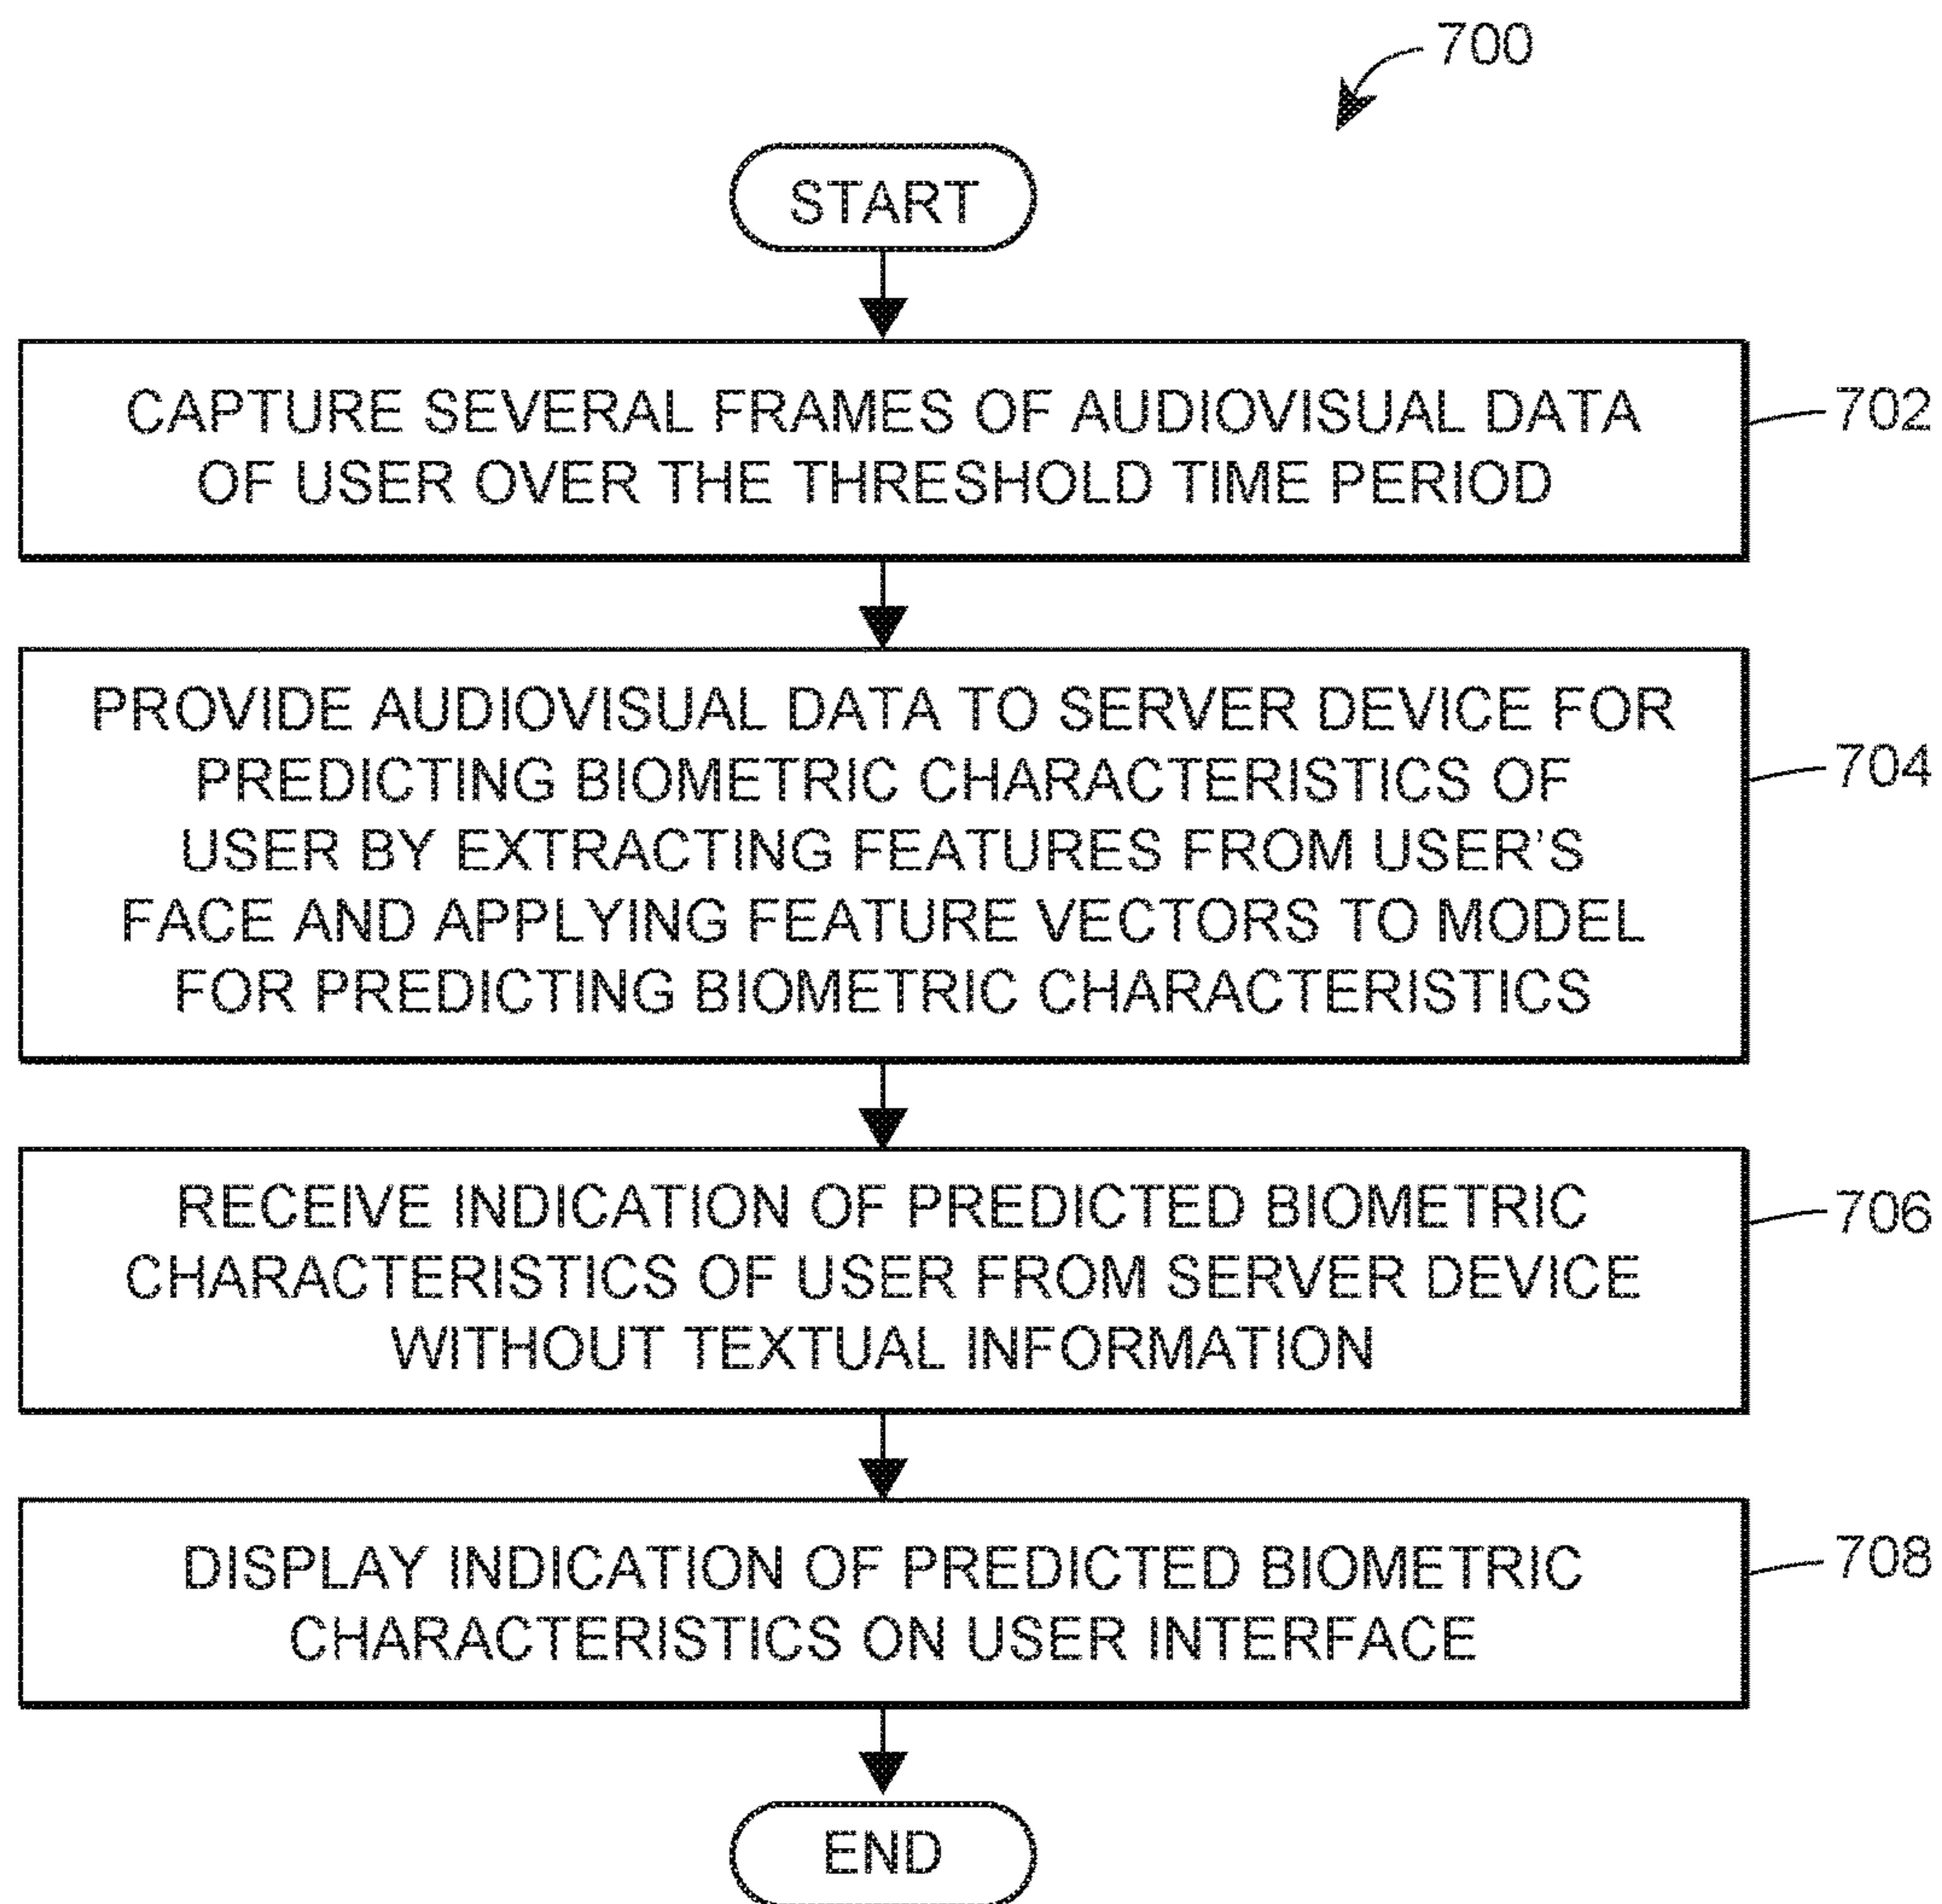 700
START
CAPTURE SEVERAL FRAMES OF AUDIOVISUAL DATA
OF USER OVER THE THRESHOLD TIME PERIOD
702
PROVIDE AUDIOVISUAL DATA TO SERVER DEVICE FOR
PREDICTING BIOMETRIC CHARACTERISTICS OF
USER BY EXTRACTING FEATURES FROM USER'S
FACE AND APPLYING FEATURE VECTORS TO MODEL
FOR PREDICTING BIOMETRIC CHARACTERISTICS
704
RECEIVE INDICATION OF PREDICTED BIOMETRIC
CHARACTERISTICS OF USER FROM SERVER DEVICE
WITHOUT TEXTUAL INFORMATION
706
DISPLAY INDICATION OF PREDICTED BIOMETRIC
CHARACTERISTICS ON USER INTERFACE
708
END